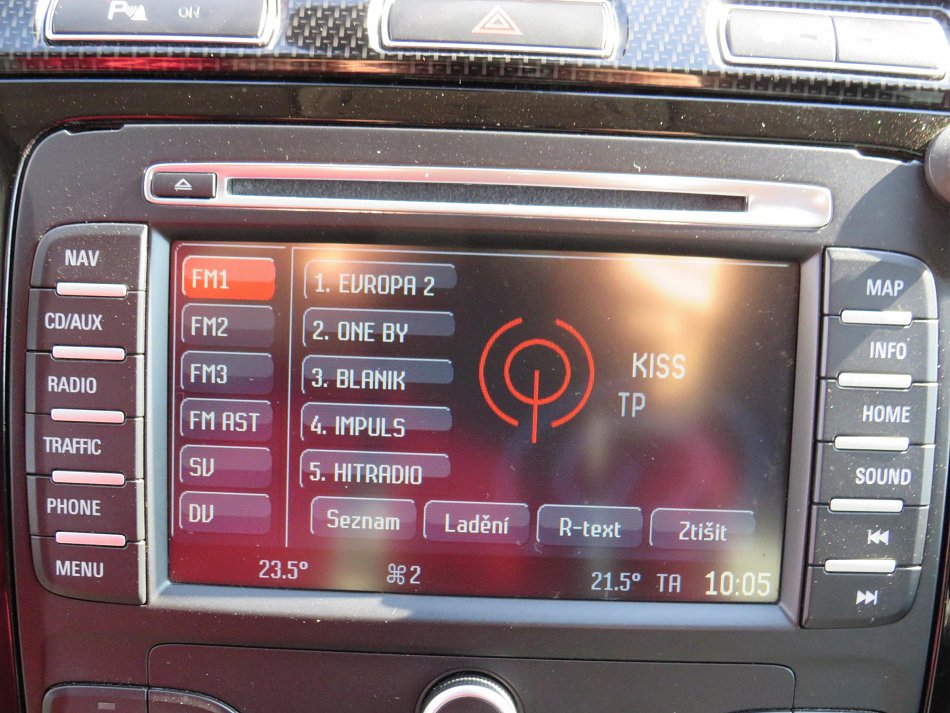 P ON
NAV
CD/AUX
RADIO
TRAFFIC
PHONE
MENU
FM1
FM2
FM3
FM AST
SV
DV
1. EVROPA 2
2. ONE BY
3. BLANIK
4. IMPULS
5. HITRADIO
KISS
TP
Seznam
Ladění
R-text
Ztišit
23.5°
⌘2
21.5° TA 10:05
MAP
INFO
HOME
SOUND